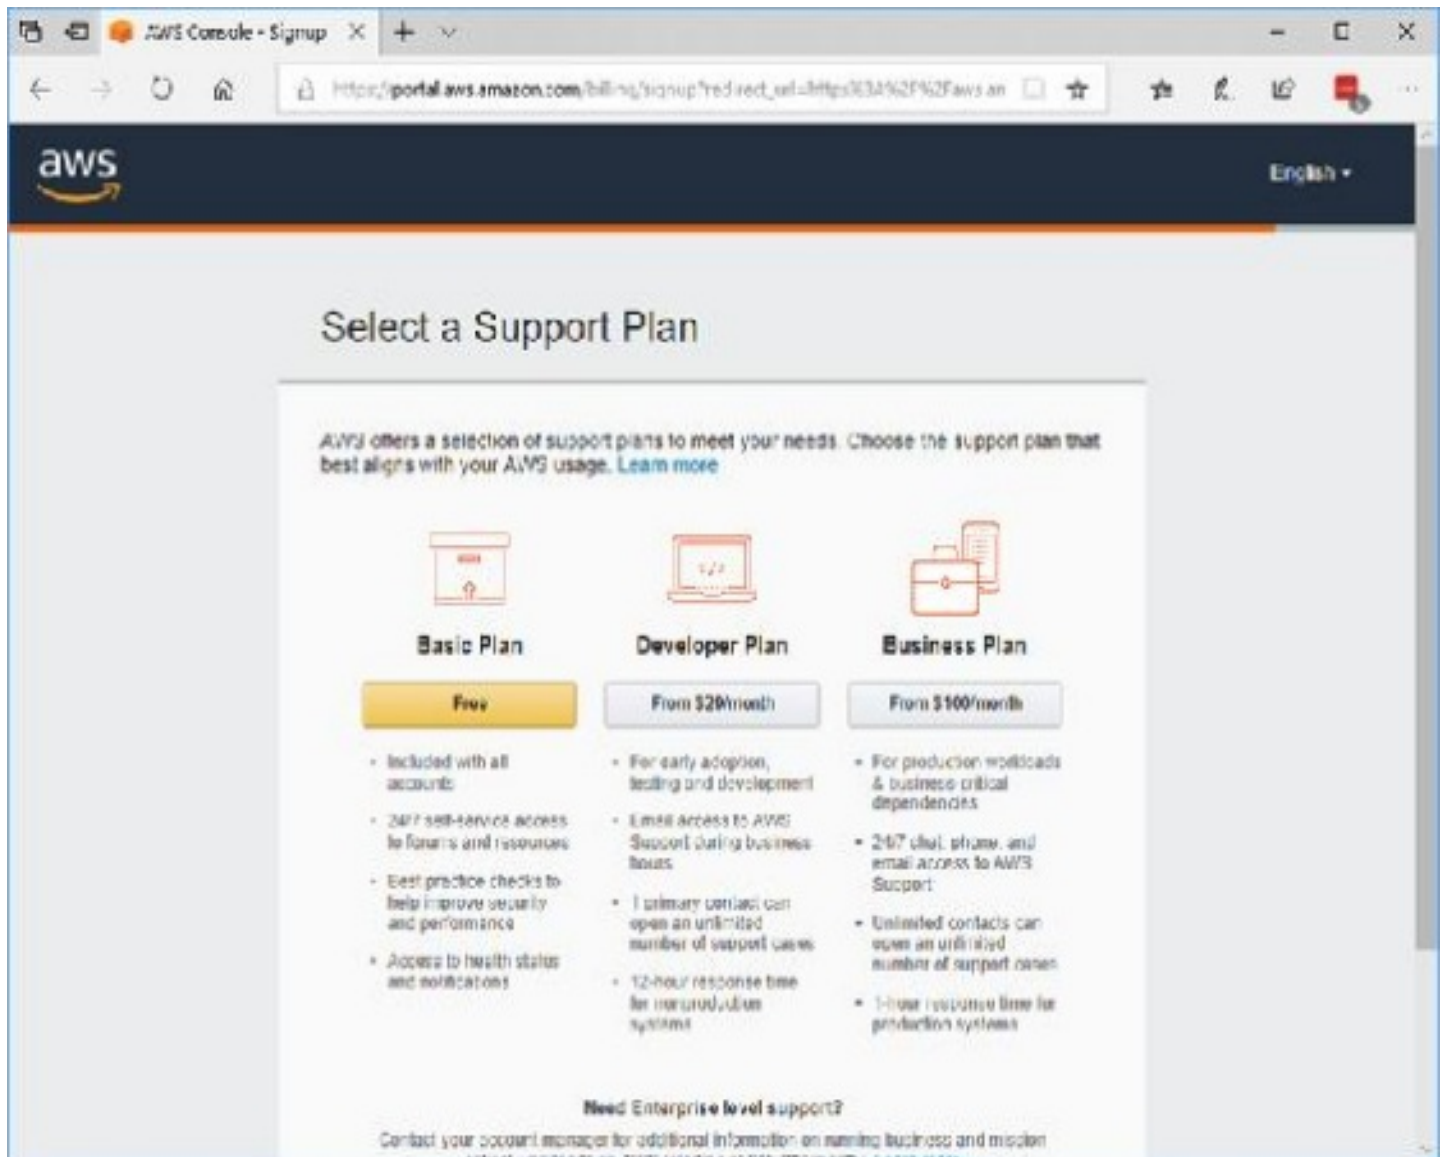 AWS Console - Signup
https://portal.aws.amazon.com/billing/signup?redirect_url=https%3A%2F%2Faws.am
aws
English
Select a Support Plan
AWS offers a selection of support plans to meet your needs. Choose the support plan that
best aligns with your AWS usage. Learn more
</>
Basic Plan
Developer Plan
Business Plan
Free
From $29/month
From $100/month
• Included with all
accounts
• 24/7 self-service access
to forums and resources
• Best practice checks to
help improve security
and performance
• Access to health status
and notifications
• For early adoption,
testing and development
• Email access to AWS
Support during business
hours
• 1 primary contact can
open an unlimited
number of support cases
• 12-hour response time
for nonproduction
systems
• For production workloads
& business-critical
dependencies
• 24/7 chat, phone, and
email access to AWS
Support
• Unlimited contacts can
open an unlimited
number of support cases
• 1-hour response time for
production systems
Need Enterprise level support?
Contact your account manager for additional information on running business and mission